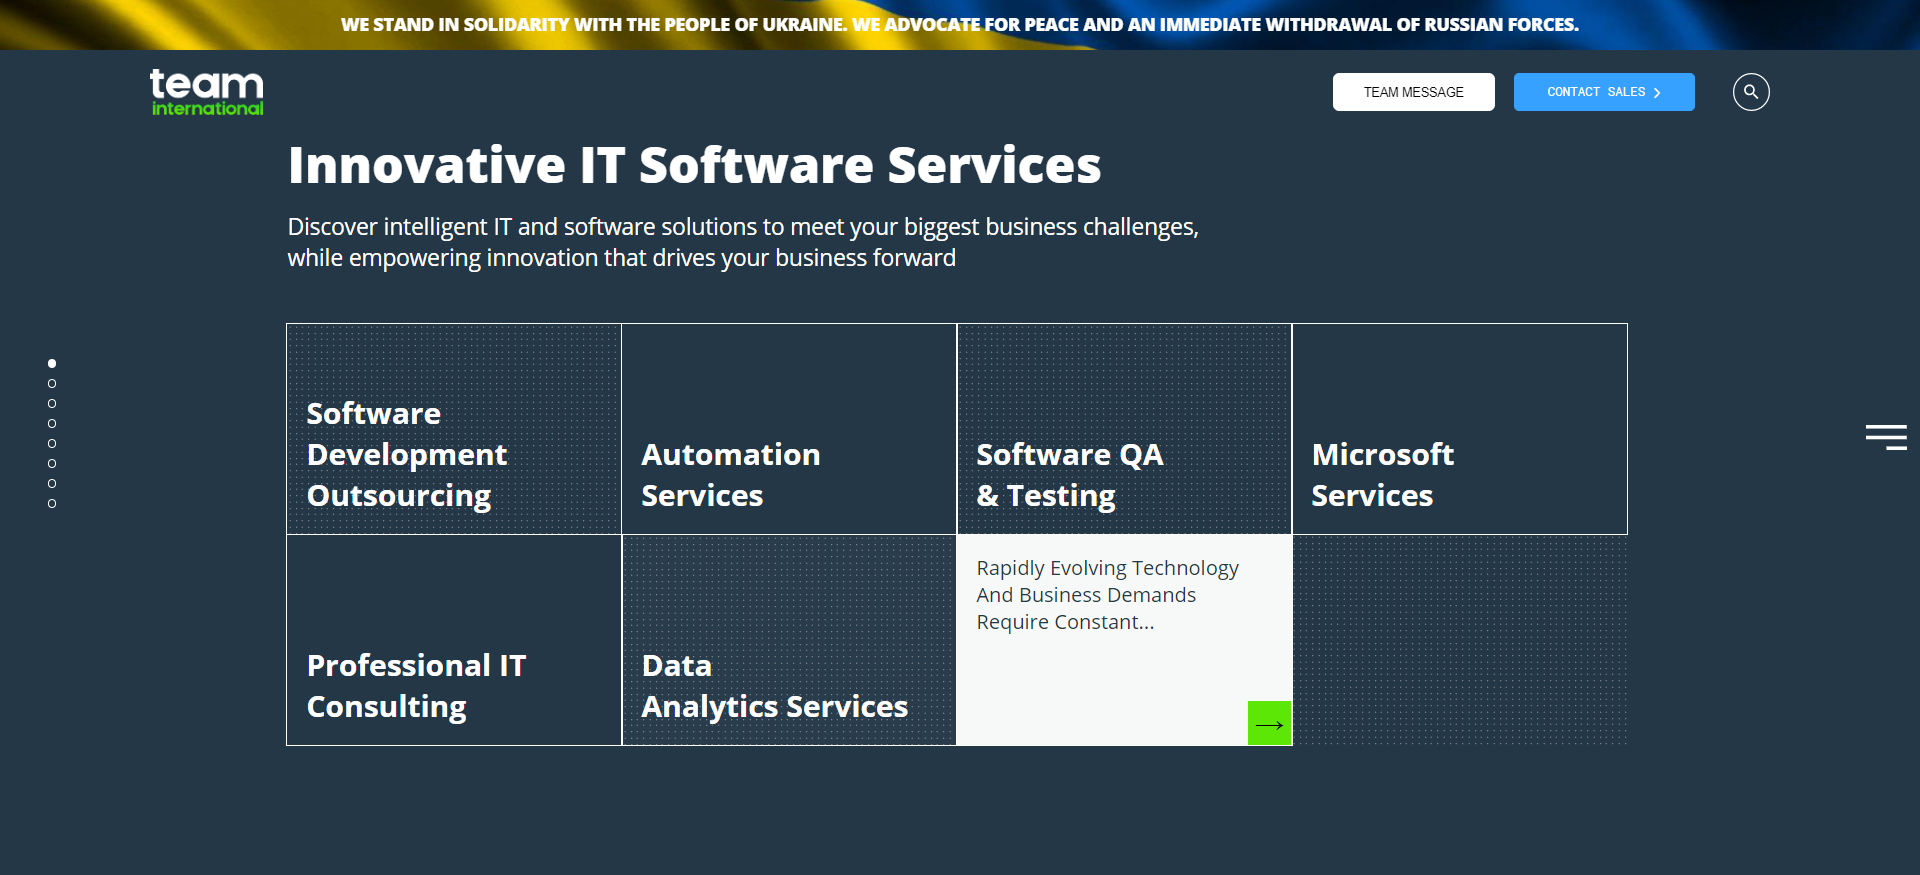 WE STAND IN SOLIDARITY WITH THE PEOPLE OF UKRAINE. WE ADVOCATE FOR PEACE AND AN IMMEDIATE WITHDRAWAL OF RUSSIAN FORCES.
team
international
TEAM MESSAGE
CONTACT SALES
Innovative IT Software Services
Discover intelligent IT and software solutions to meet your biggest business challenges,
while empowering innovation that drives your business forward
Software
Development
Outsourcing
Automation
Services
Software QA
& Testing
Microsoft
Services
Professional IT
Consulting
Data
Analytics Services
Rapidly Evolving Technology
And Business Demands
Require Constant...